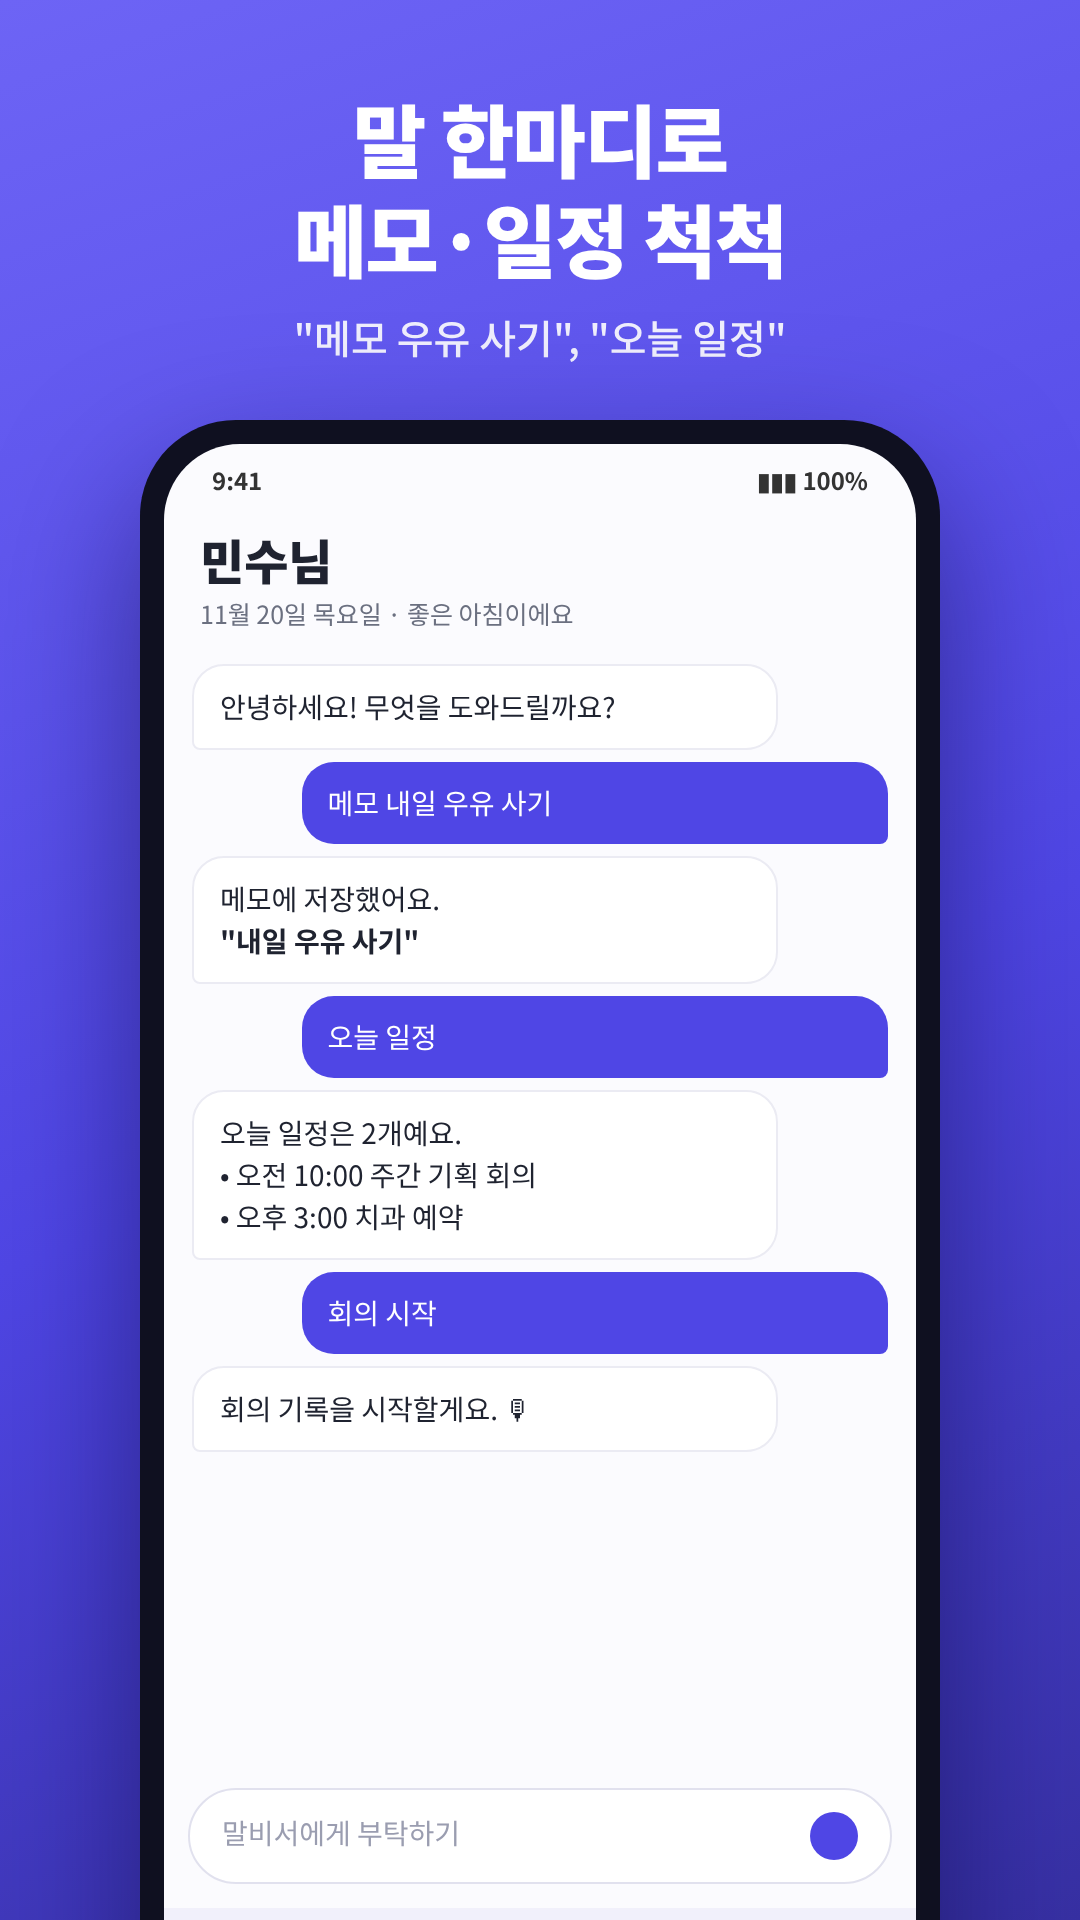 말 한마디로
메모·일정 척척
"메모 우유 사기", "오늘 일정"
9:41
100%
민수님
11월 20일 목요일 · 좋은 아침이에요
안녕하세요! 무엇을 도와드릴까요?
메모 내일 우유 사기
메모에 저장했어요.
"내일 우유 사기"
오늘 일정
오늘 일정은 2개예요.
• 오전 10:00 주간 기획 회의
• 오후 3:00 치과 예약
회의 시작
회의 기록을 시작할게요. 🎙
말비서에게 부탁하기